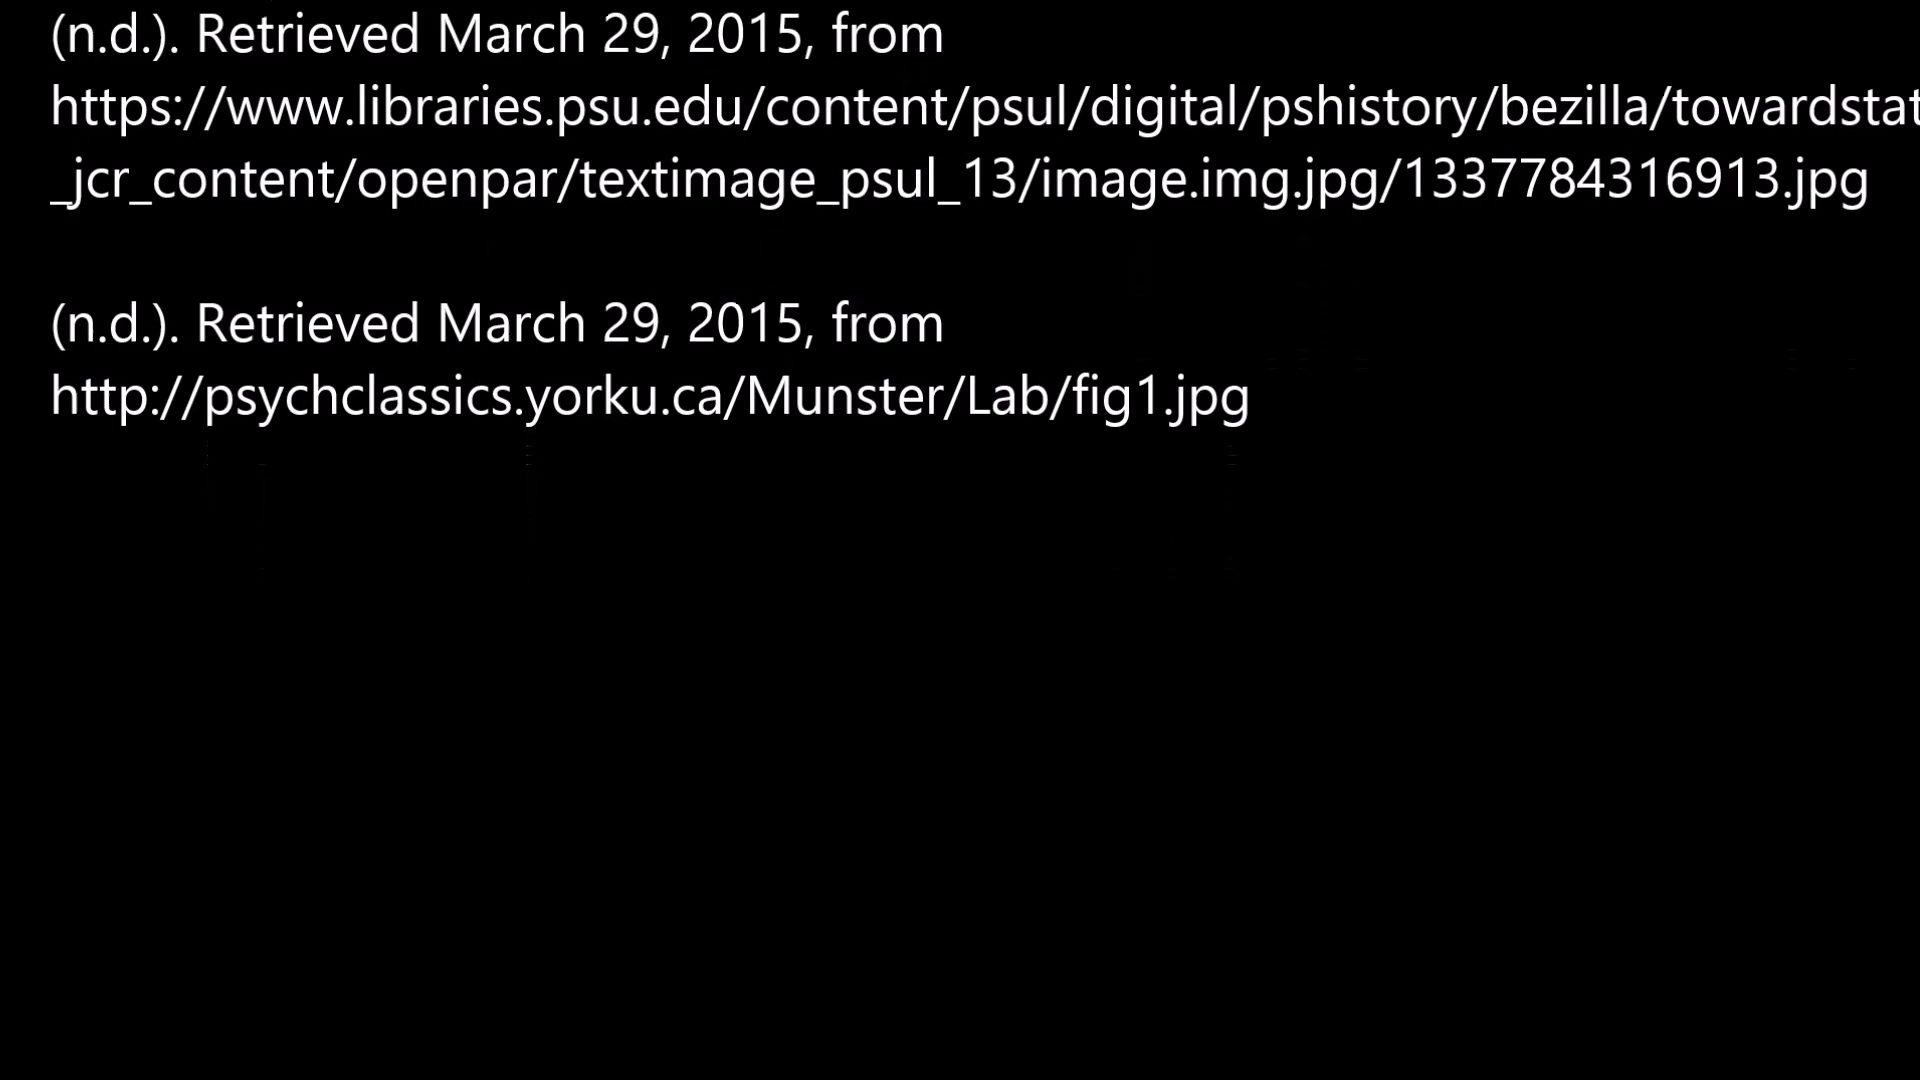 (n.d.). Retrieved March 29, 2015, from
https://www.libraries.psu.edu/content/psul/digital/pshistory/bezilla/towardstat
_jcr_content/openpar/textimage_psul_13/image.img.jpg/1337784316913.jpg
(n.d.). Retrieved March 29, 2015, from
http://psychclassics.yorku.ca/Munster/Lab/fig1.jpg